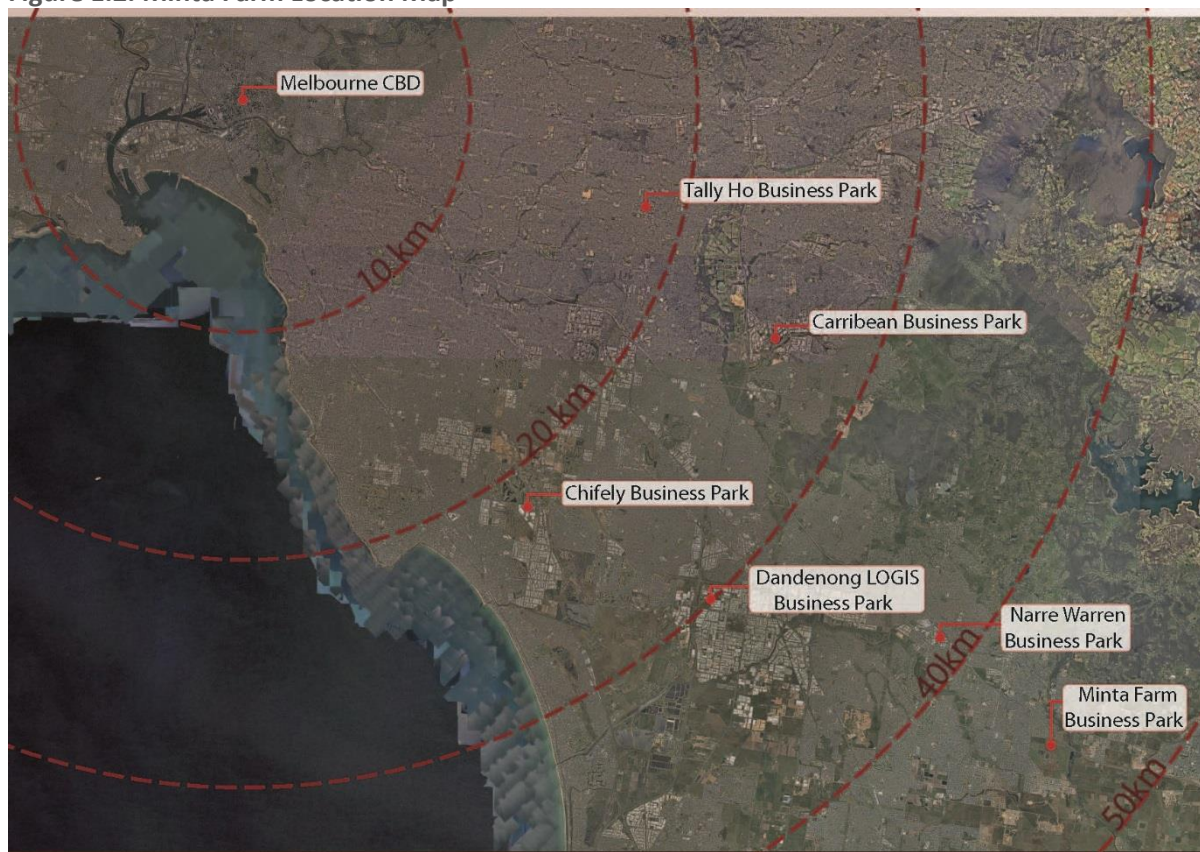 Melbourne CBD
Tally Ho Business Park
10 km
Carribean Business Park
20 km
Chifely Business Park
Dandenong LOGIS
Business Park
Narre Warren
Business Park
40km
Minta Farm
Business Park
50km